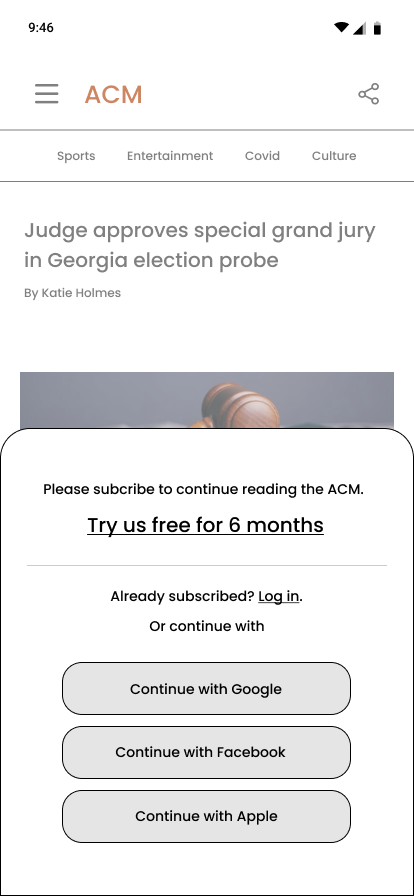 9:46
ACM
Sports Entertainment Covid Culture
Judge approves special grand jury
in Georgia election probe
By Katie Holmes
Please subcribe to continue reading the ACM.
Try us free for 6 months
Already subscribed? Log in.
Or continue with
Continue with Google
Continue with Facebook
Continue with Apple